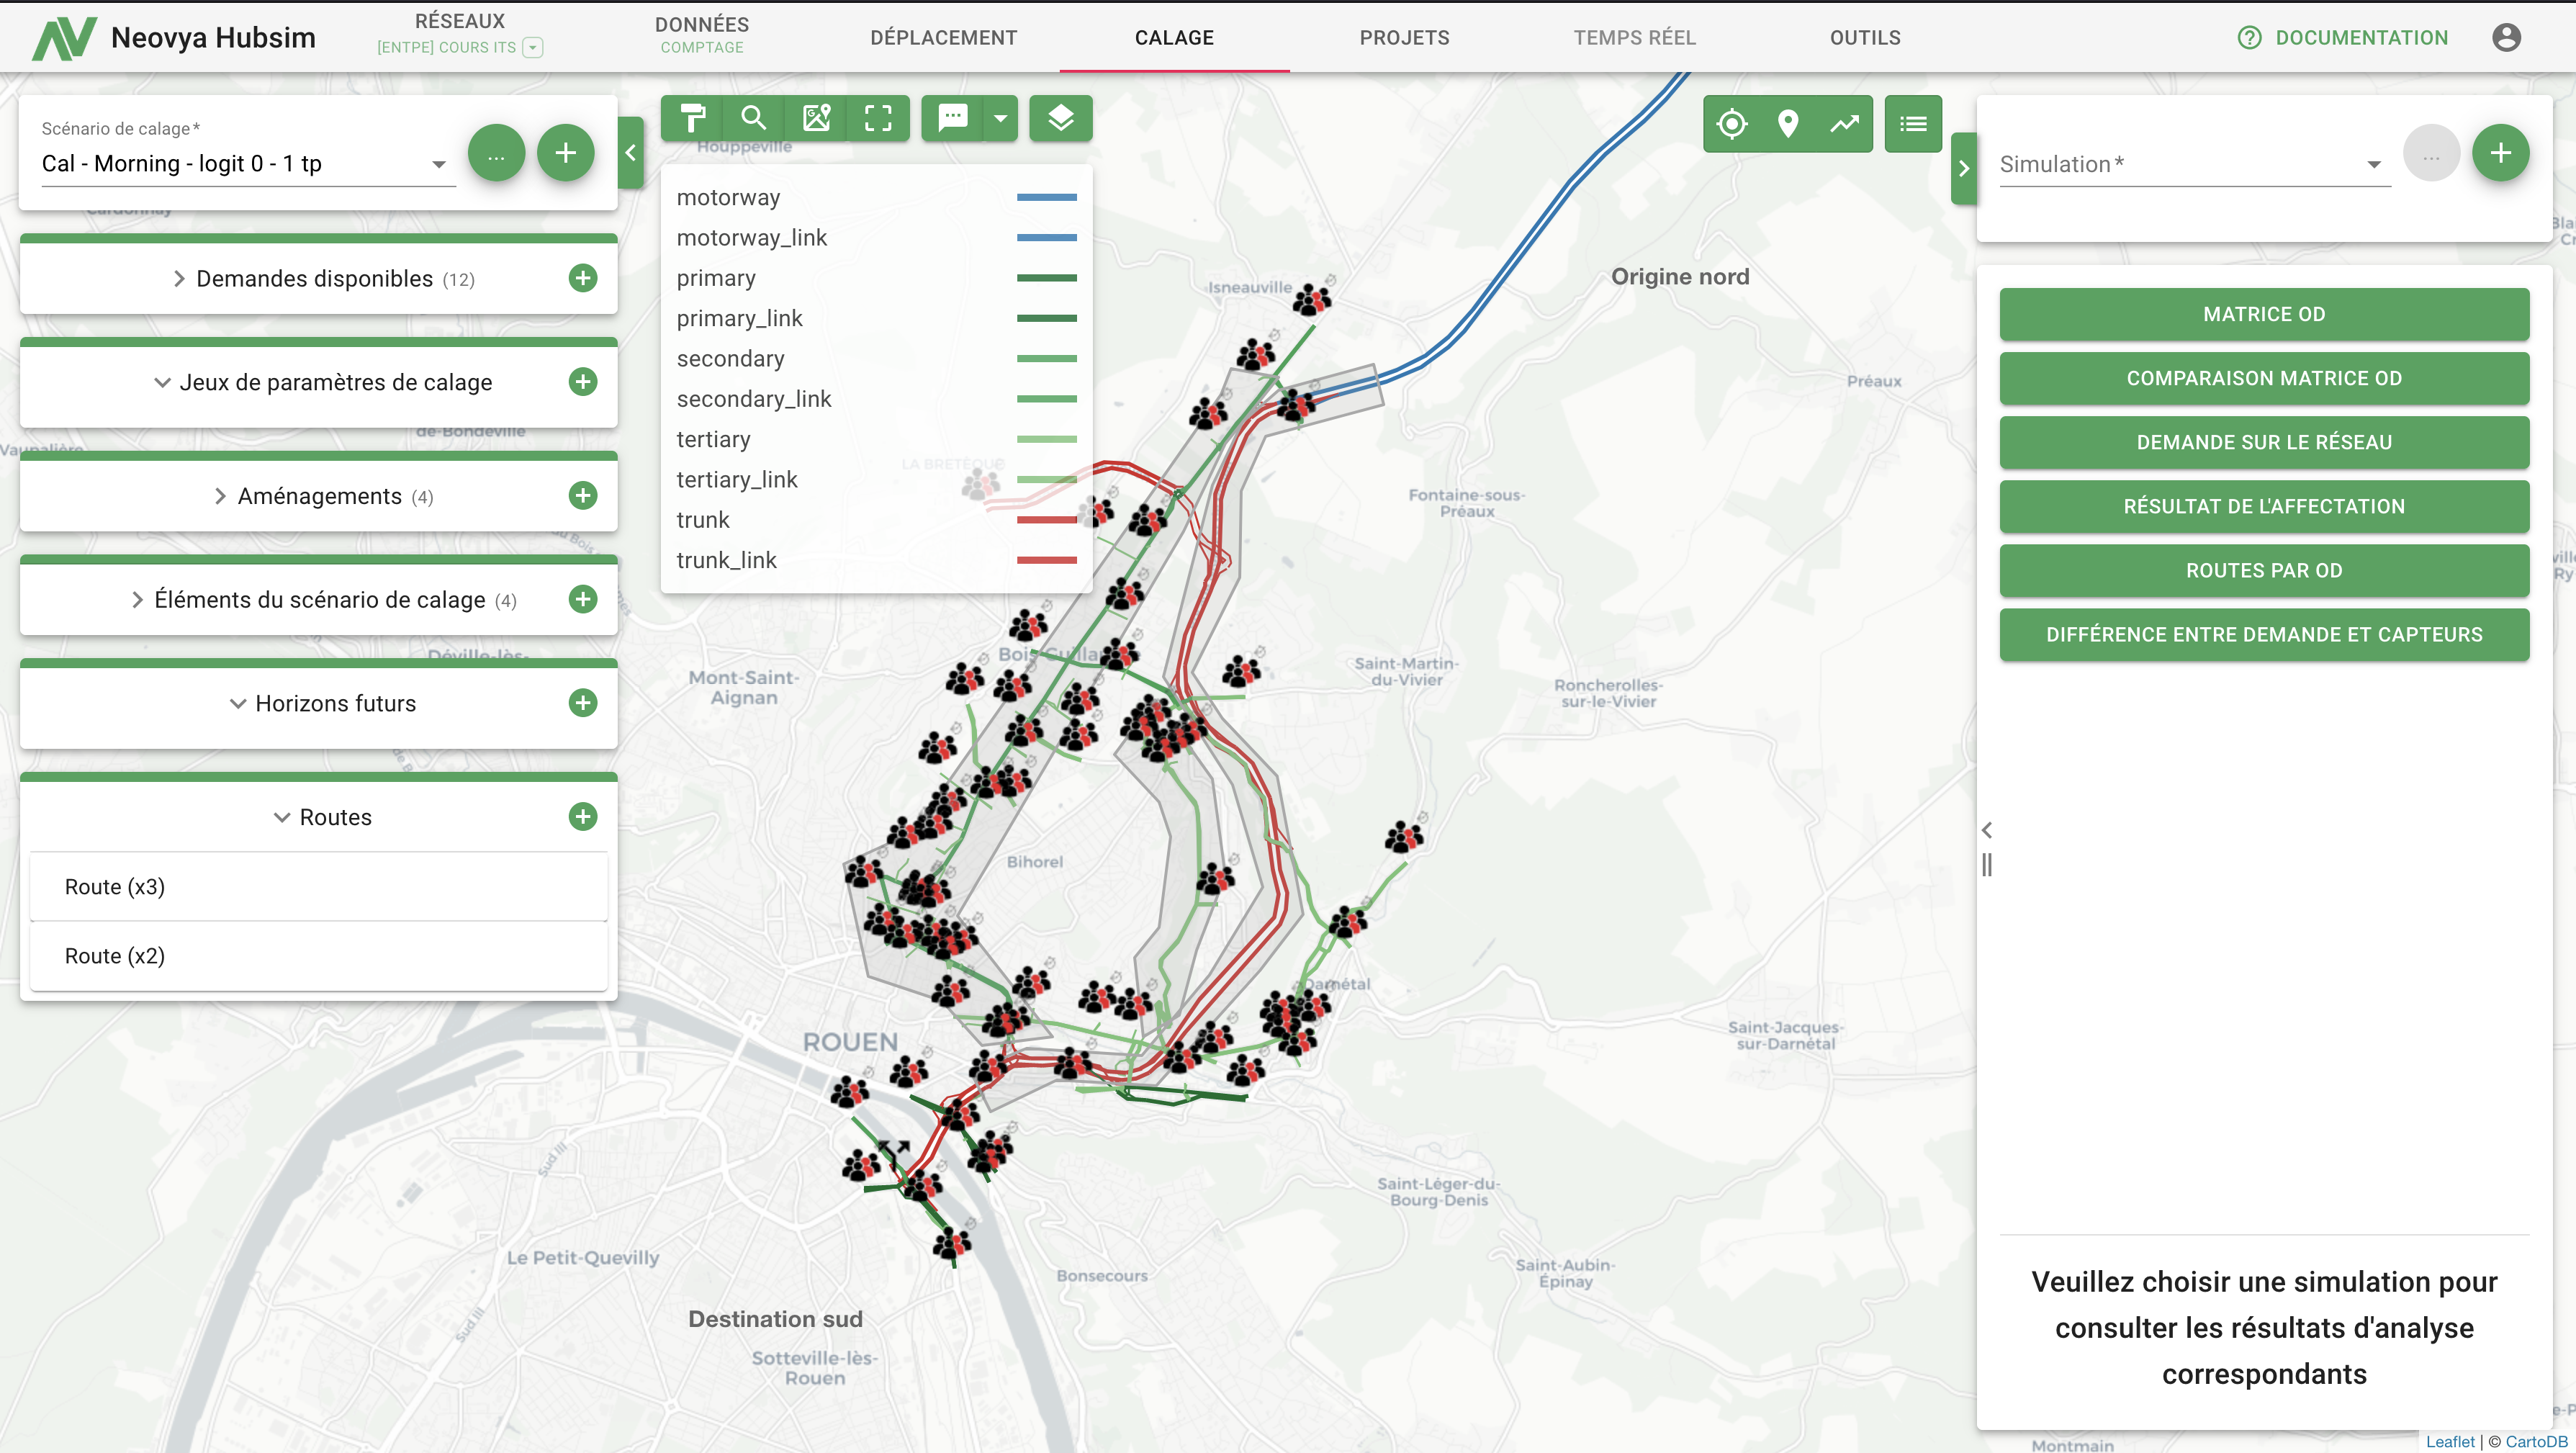 Neovya Hubsim
RÉSEAUX
[ENTPE] COURS ITS
DONNÉES
COMPTAGE
DÉPLACEMENT
CALAGE
PROJETS
TEMPS RÉEL
OUTILS
DOCUMENTATION
Scénario de calage*
Cal - Morning - logit 0 - 1 tp
...
Demandes disponibles (12)
Jeux de paramètres de calage
Aménagements (4)
Éléments du scénario de calage (4)
Horizons futurs
Routes
Route (x3)
Route (x2)
motorway
motorway_link
primary
primary_link
secondary
secondary_link
tertiary
tertiary_link
trunk
trunk_link
Simulation*
...
MATRICE OD
COMPARAISON MATRICE OD
DEMANDE SUR LE RÉSEAU
RÉSULTAT DE L'AFFECTATION
ROUTES PAR OD
DIFFÉRENCE ENTRE DEMANDE ET CAPTEURS
Veuillez choisir une simulation pour
consulter les résultats d'analyse
correspondants
Houppeville
Isneauville
Origine nord
Préaux
LA BRETÈQUE
Fontaine-sous-
Préaux
de-Bondeville
Déville-lès-
Mont-Saint-
Aignan
Saint-Martin-
du-Vivier
Roncherolles-
sur-le-Vivier
Bihorel
Darnétal
ROUEN
Saint-Jacques-
sur-Darnétal
Sud III
Le Petit-Quevilly
Saint-Léger-du-
Bourg-Denis
Bonsecours
Saint-Aubin-
Épinay
Destination sud
Sud III
Sotteville-lès-
Rouen
Montmain
Leaflet | © CartoDB